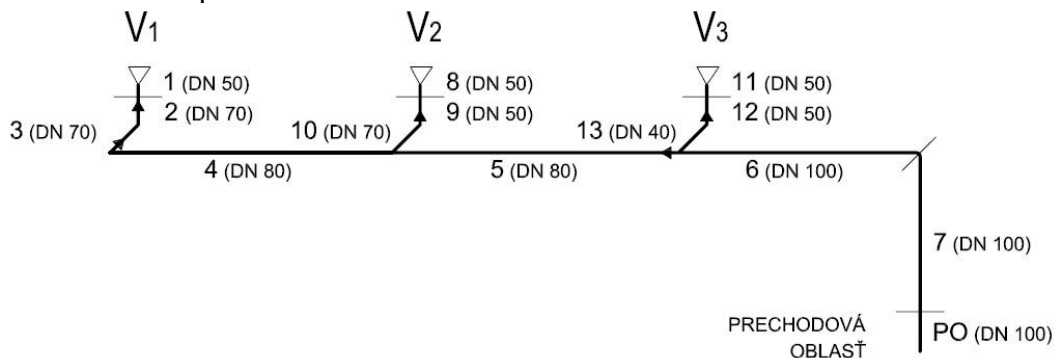 V1 V2 V3
1 (DN 50) 8 (DN 50) 11 (DN 50)
2 (DN 70) 9 (DN 50) 12 (DN 50)
3 (DN 70) 10 (DN 70) 13 (DN 40)
4 (DN 80) 5 (DN 80) 6 (DN 100)
7 (DN 100)
PRECHODOVÁ PO (DN 100)
OBLASŤ